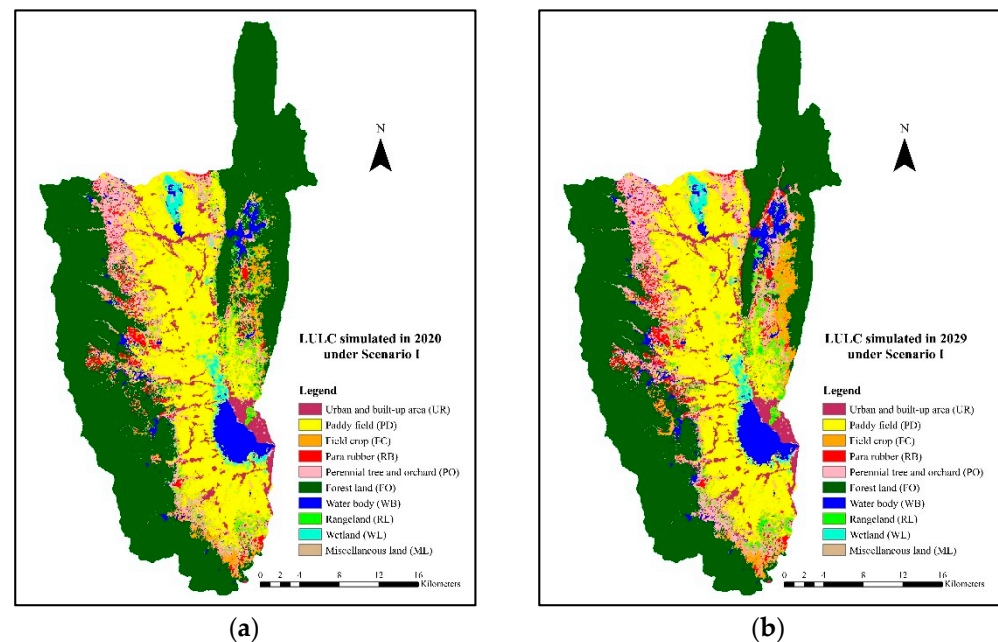 N
LULC simulated in 2020
under Scenario I
Legend
Urban and built-up area (UR)
Paddy field (PD)
Field crop (FC)
Para rubber (RB)
Perennial tree and orchard (PO)
Forest land (FO)
Water body (WB)
Rangeland (RL)
Wetland (WL)
Miscellaneous land (ML)
0 2 4 8 12 16
Kilometers
(a)
N
LULC simulated in 2029
under Scenario I
Legend
Urban and built-up area (UR)
Paddy field (PD)
Field crop (FC)
Para rubber (RB)
Perennial tree and orchard (PO)
Forest land (FO)
Water body (WB)
Rangeland (RL)
Wetland (WL)
Miscellaneous land (ML)
0 2 4 8 12 16
Kilometers
(b)